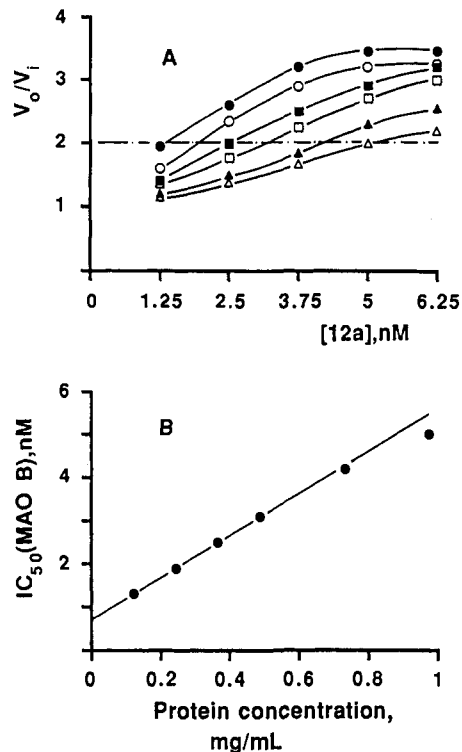 A
V₀/Vᵢ
4
3
2
1
0 1.25 2.5 3.75 5 6.25
[12a],nM
B
IC₅₀(MAO B),nM
6
4
2
0 0.2 0.4 0.6 0.8 1
Protein concentration,
mg/mL